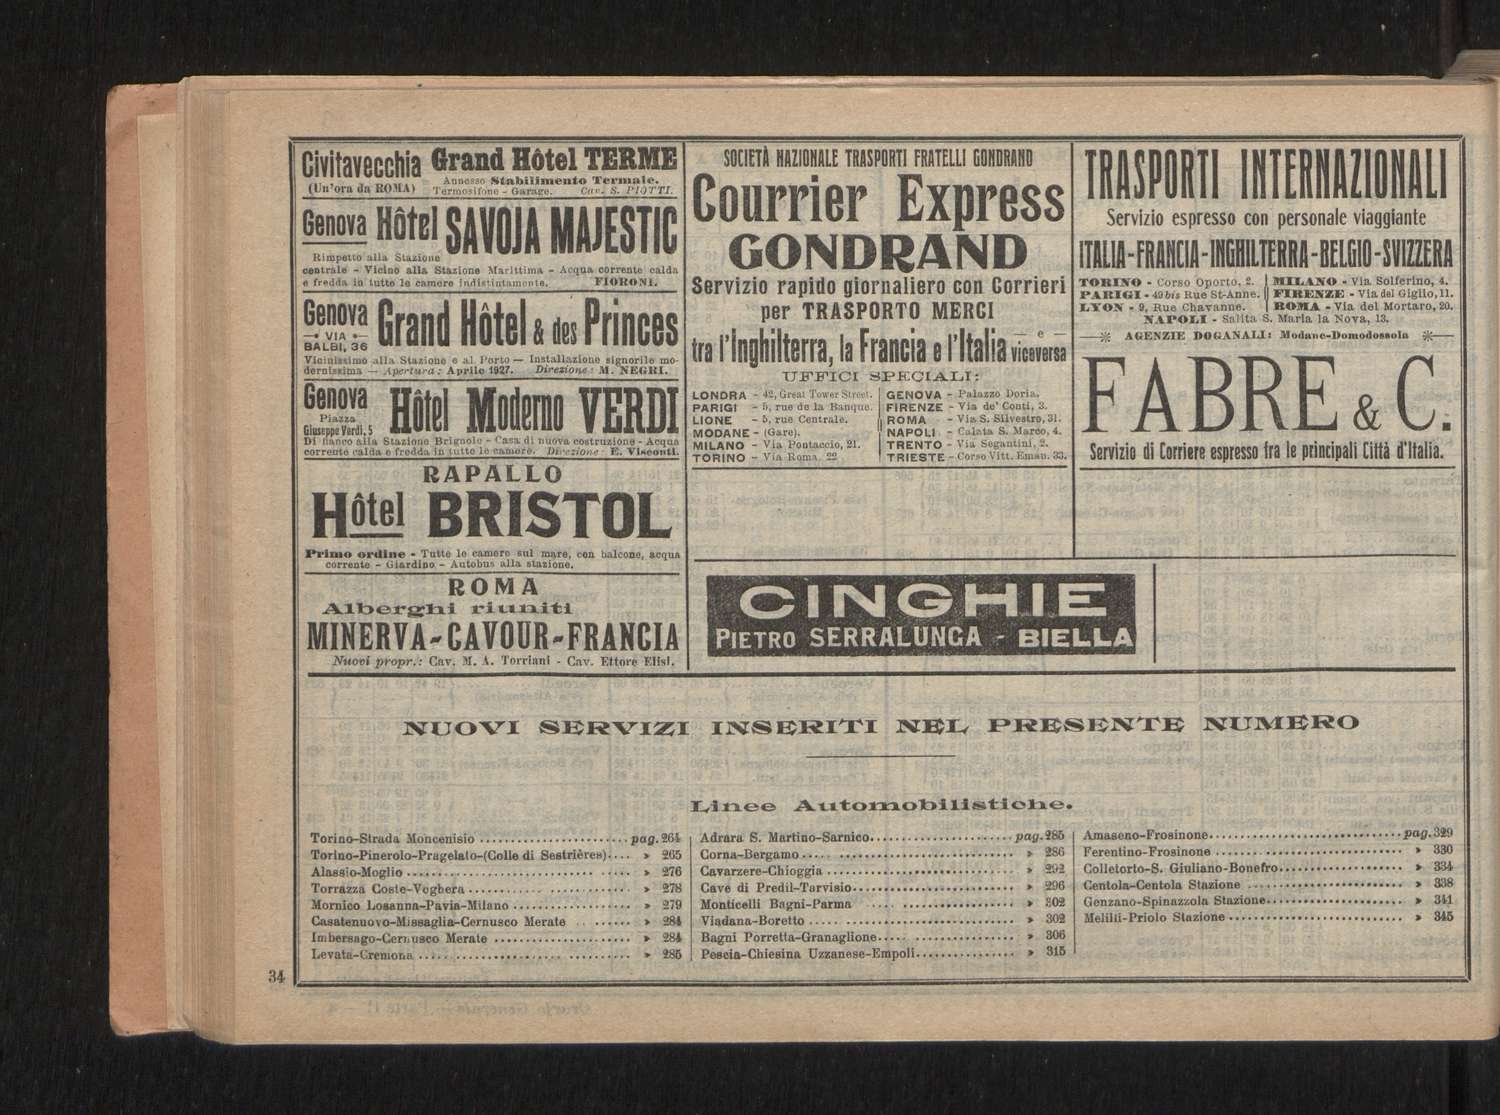 Civitavecchia Grand Hôtel TERME
(Un'ora da ROMA) Annesso Stabilimento Termale.
Termosifone - Garage. Cav. S. PIOTTI.
Genova Hôtel SAVOJA MAJESTIC
Rimpetto alla Stazione
centrale - Vicino alla Stazione Marittima - Acqua corrente calda
e fredda in tutte le camere indistintamente. FIORONI.
Genova Grand Hôtel & des Princes
VIA
BALBI, 36
Vicinissimo alla Stazione e al Porto — Installazione signorile mo-
dernissima — Apertura: Aprile 1927. Direzione: M. NEGRI.
Genova Hôtel Moderno VERDI
Piazza
Giuseppe Verdi, 5
Di fianco alla Stazione Brignole - Casa di nuova costruzione - Acqua
corrente calda e fredda in tutte le camere. Direzione: E. Visconti.
RAPALLO
Hôtel BRISTOL
Primo ordine - Tutte le camere sul mare, con balcone, acqua
corrente - Giardino - Autobus alla stazione.
ROMA
Alberghi riuniti
MINERVA-CAVOUR-FRANCIA
Nuovi propr.: Cav. M. A. Torriani - Cav. Ettore Elisi.
SOCIETÀ NAZIONALE TRASPORTI FRATELLI GONDRAND
Courrier Express
GONDRAND
Servizio rapido giornaliero con Corrieri
per TRASPORTO MERCI
tra l'Inghilterra, la Francia e l'Italia — e — viceversa
UFFICI SPECIALI:
LONDRA - 42, Great Tower Street.
PARIGI - 5, rue de la Banque.
LIONE - 5, rue Centrale.
MODANE - (Gare).
MILANO - Via Pontaccio, 21.
TORINO - Via Roma, 22
GENOVA - Palazzo Doria.
FIRENZE - Via de' Conti, 3.
ROMA - Via S. Silvestro, 31.
NAPOLI - Calata S. Marco, 4.
TRENTO - Via Segantini, 2.
TRIESTE - Corso Vitt. Eman. 33.
TRASPORTI INTERNAZIONALI
Servizio espresso con personale viaggiante
ITALIA-FRANCIA-INGHILTERRA-BELGIO-SVIZZERA
TORINO - Corso Oporto, 2.
PARIGI - 49 bis Rue St-Anne.
LYON - 9, Rue Chavanne.
MILANO - Via Solferino, 4.
FIRENZE - Via del Giglio, 11.
ROMA - Via del Mortaro, 20.
NAPOLI - Salita S. Maria la Nova, 13.
AGENZIE DOGANALI: Modane-Domodossola
FABRE & C.
Servizio di Corriere espresso fra le principali Città d'Italia.
CINGHIE
PIETRO SERRALUNGA - BIELLA
NUOVI SERVIZI INSERITI NEL PRESENTE NUMERO
Linee Automobilistiche.
Torino-Strada Moncenisio pag. 264
Torino-Pinerolo-Pragelato-(Colle di Sestrières) » 265
Alassio-Moglio » 276
Torrazza Coste-Voghera » 278
Mornico Losanna-Pavia-Milano » 279
Casatenuovo-Missaglia-Cernusco Merate » 284
Imbersago-Cernusco Merate » 284
Levata-Cremona » 285
Adrara S. Martino-Sarnico pag. 285
Corna-Bergamo » 286
Cavarzere-Chioggia » 292
Cave di Predil-Tarvisio » 296
Monticelli Bagni-Parma » 302
Viadana-Boretto » 302
Bagni Porretta-Granaglione » 306
Pescia-Chiesina Uzzanese-Empoli » 315
Amaseno-Frosinone pag. 329
Ferentino-Frosinone » 330
Colletorto-S. Giuliano-Bonefro » 334
Centola-Centola Stazione » 338
Genzano-Spinazzola Stazione » 341
Melilli-Priolo Stazione » 345
34